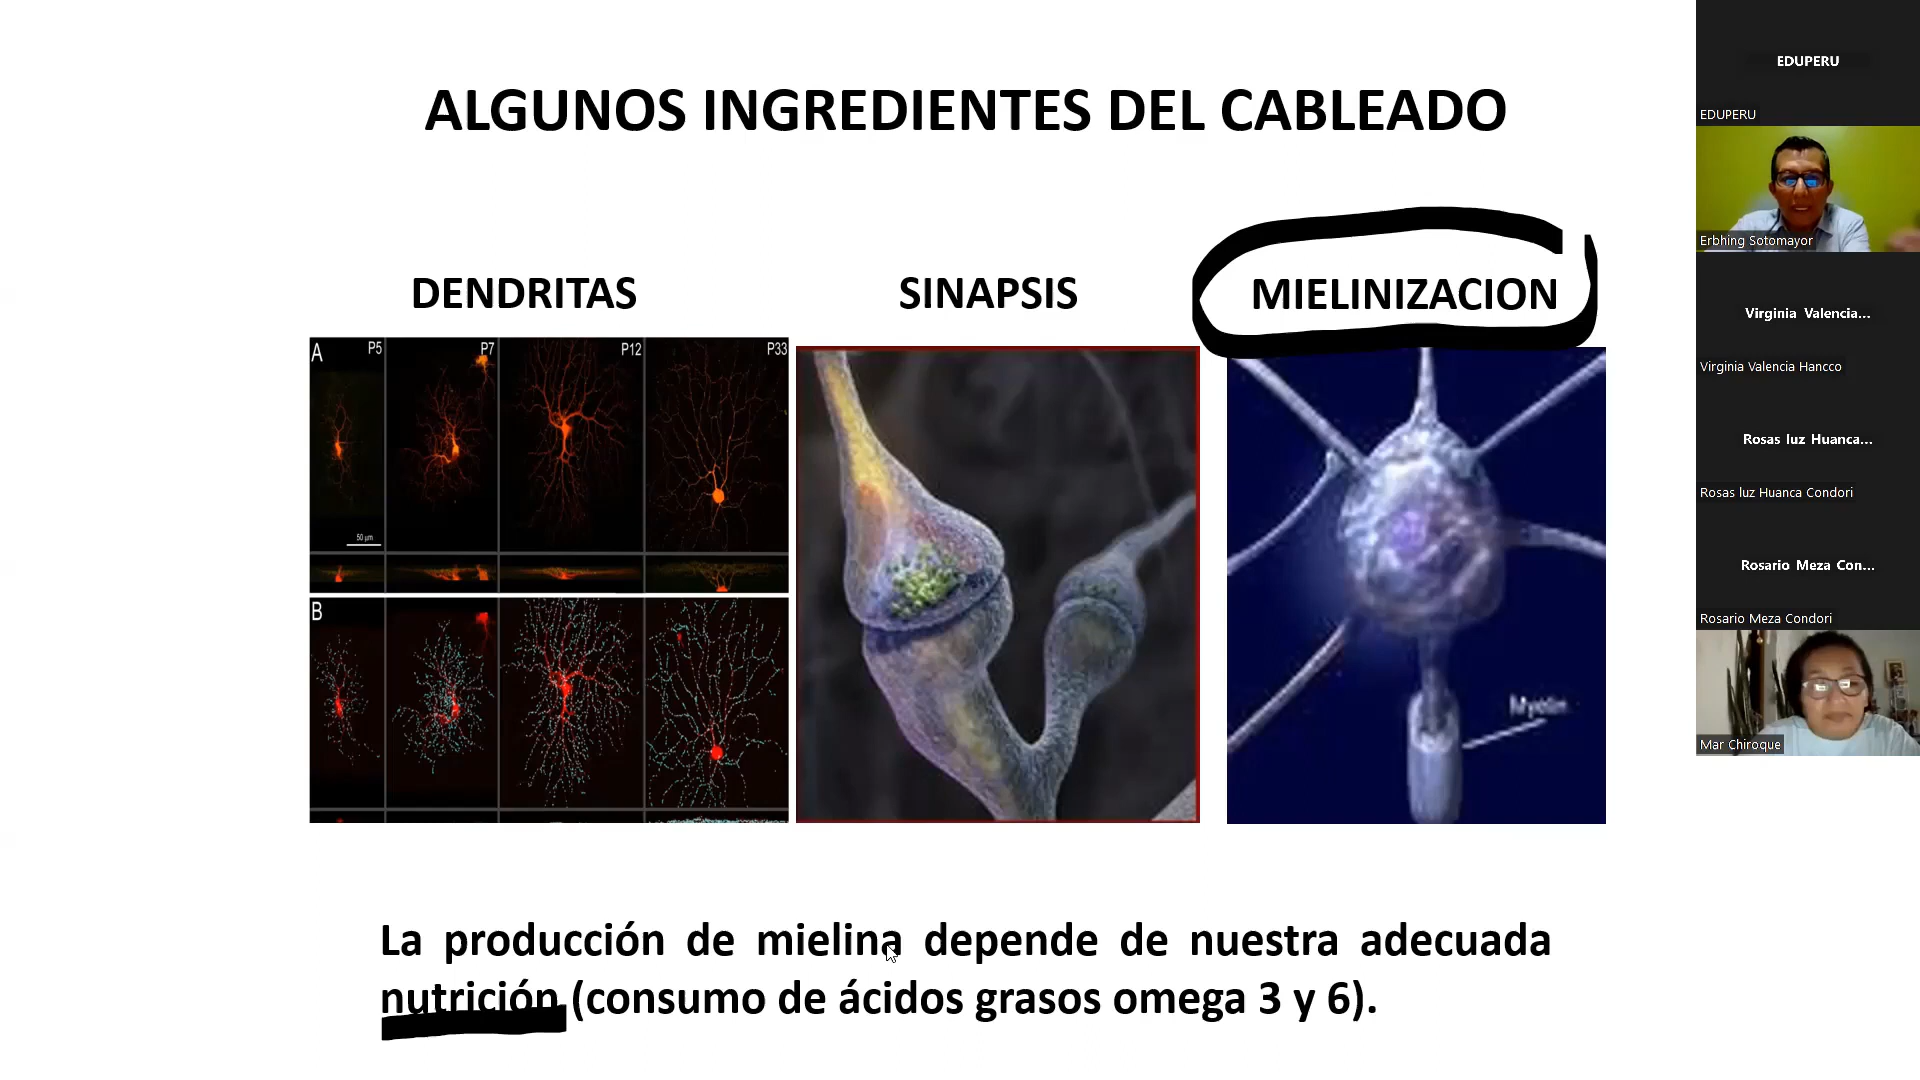 ALGUNOS INGREDIENTES DEL CABLEADO
DENDRITAS
SINAPSIS
MIELINIZACION
A
P5
P7
P12
P33
50 µm
B
Myelin
La producción de mielina depende de nuestra adecuada
nutrición (consumo de ácidos grasos omega 3 y 6).
EDUPERU
EDUPERU
Erbhing Sotomayor
Virginia Valencia...
Virginia Valencia Hancco
Rosas luz Huanca...
Rosas luz Huanca Condori
Rosario Meza Con...
Rosario Meza Condori
Mar Chiroque